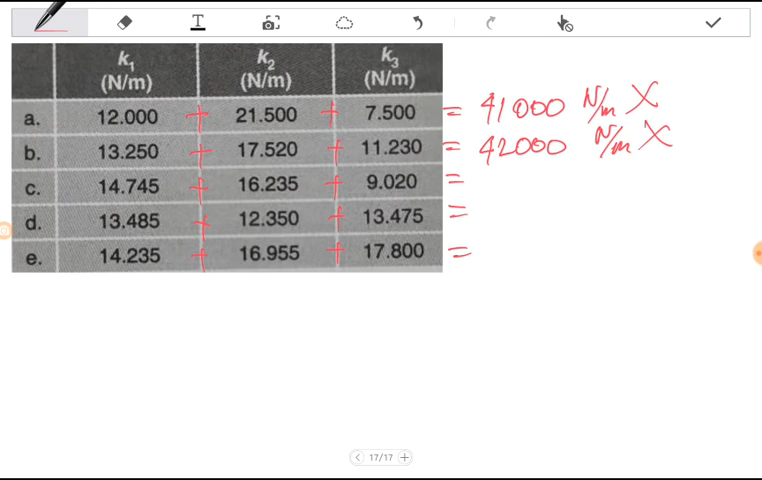 T
k₁ k₂ k₃
(N/m) (N/m) (N/m)
a. 12.000 + 21.500 + 7.500 = 41000 N/m X
b. 13.250 + 17.520 + 11.230 = 42000 N/m X
c. 14.745 + 16.235 + 9.020 =
d. 13.485 + 12.350 + 13.475 =
e. 14.235 + 16.955 + 17.800 =
17/17